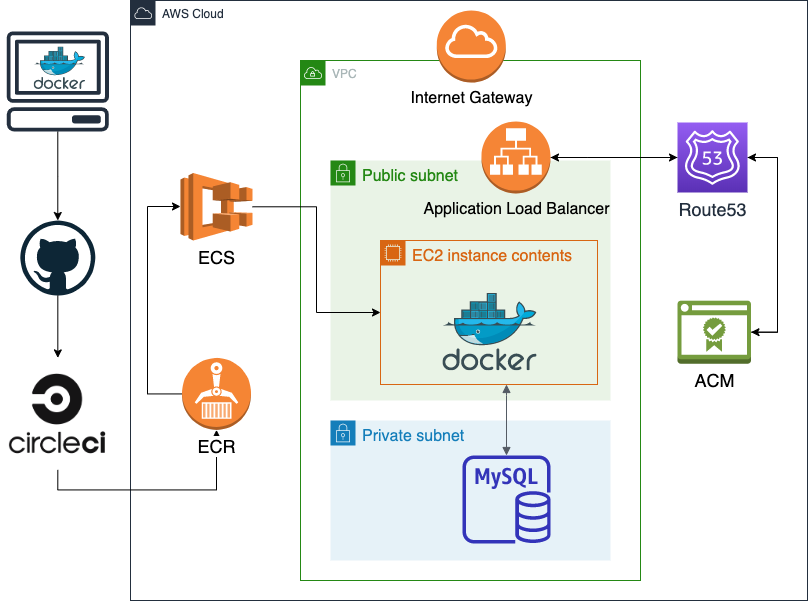 AWS Cloud
docker
VPC
Internet Gateway
53
Public subnet
Application Load Balancer
Route53
ECS
EC2 instance contents
docker
ACM
ECR
circleci
Private subnet
MySQL